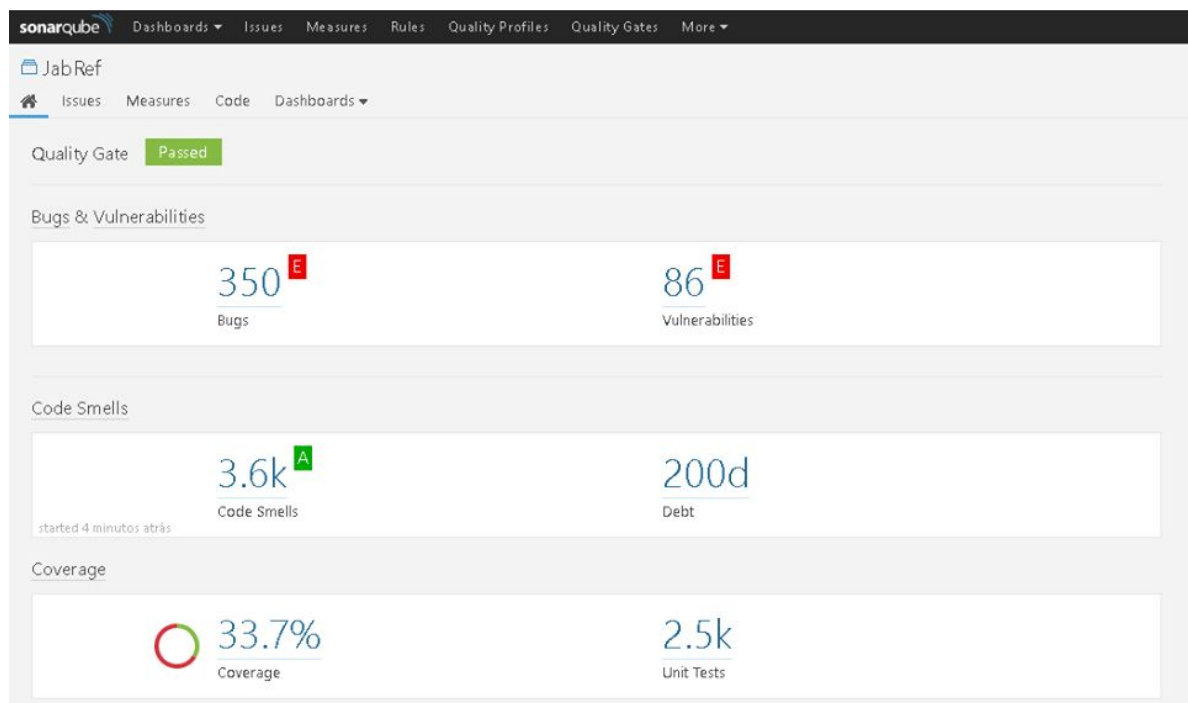 sonarqube Dashboards Issues Measures Rules Quality Profiles Quality Gates More
JabRef
Issues Measures Code Dashboards
Quality Gate Passed
Bugs & Vulnerabilities
350 E 86 E
Bugs Vulnerabilities
Code Smells
3.6k A 200d
Code Smells Debt
started 4 minutos atrás
Coverage
33.7% 2.5k
Coverage Unit Tests